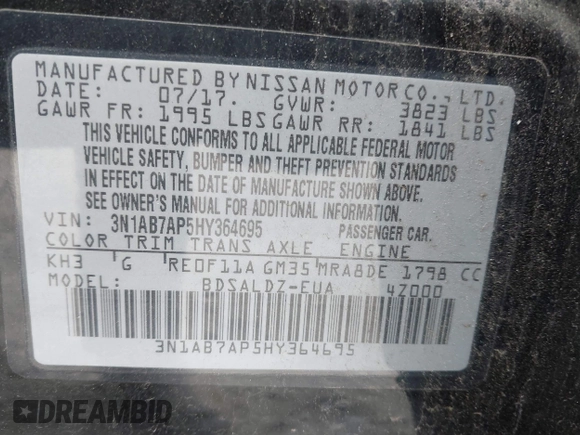 MANUFACTURED BY NISSAN MOTOR CO., LTD.
DATE: 07/17. GVWR: 3823 LBS
GAWR FR: 1995 LBS GAWR RR: 1841 LBS
THIS VEHICLE CONFORMS TO ALL APPLICABLE FEDERAL MOTOR
VEHICLE SAFETY, BUMPER AND THEFT PREVENTION STANDARDS
IN EFFECT ON THE DATE OF MANUFACTURE SHOWN ABOVE.
SEE OWNER'S MANUAL FOR ADDITIONAL INFORMATION.
VIN: 3N1AB7AP5HY364695 PASSENGER CAR.
COLOR TRIM TRANS AXLE ENGINE
KH3 G RE0F11A GM35 MRA8DE 1798 CC
MODEL: BDSALDZ-EUA 4Z000
3N1AB7AP5HY364695
DREAMBID